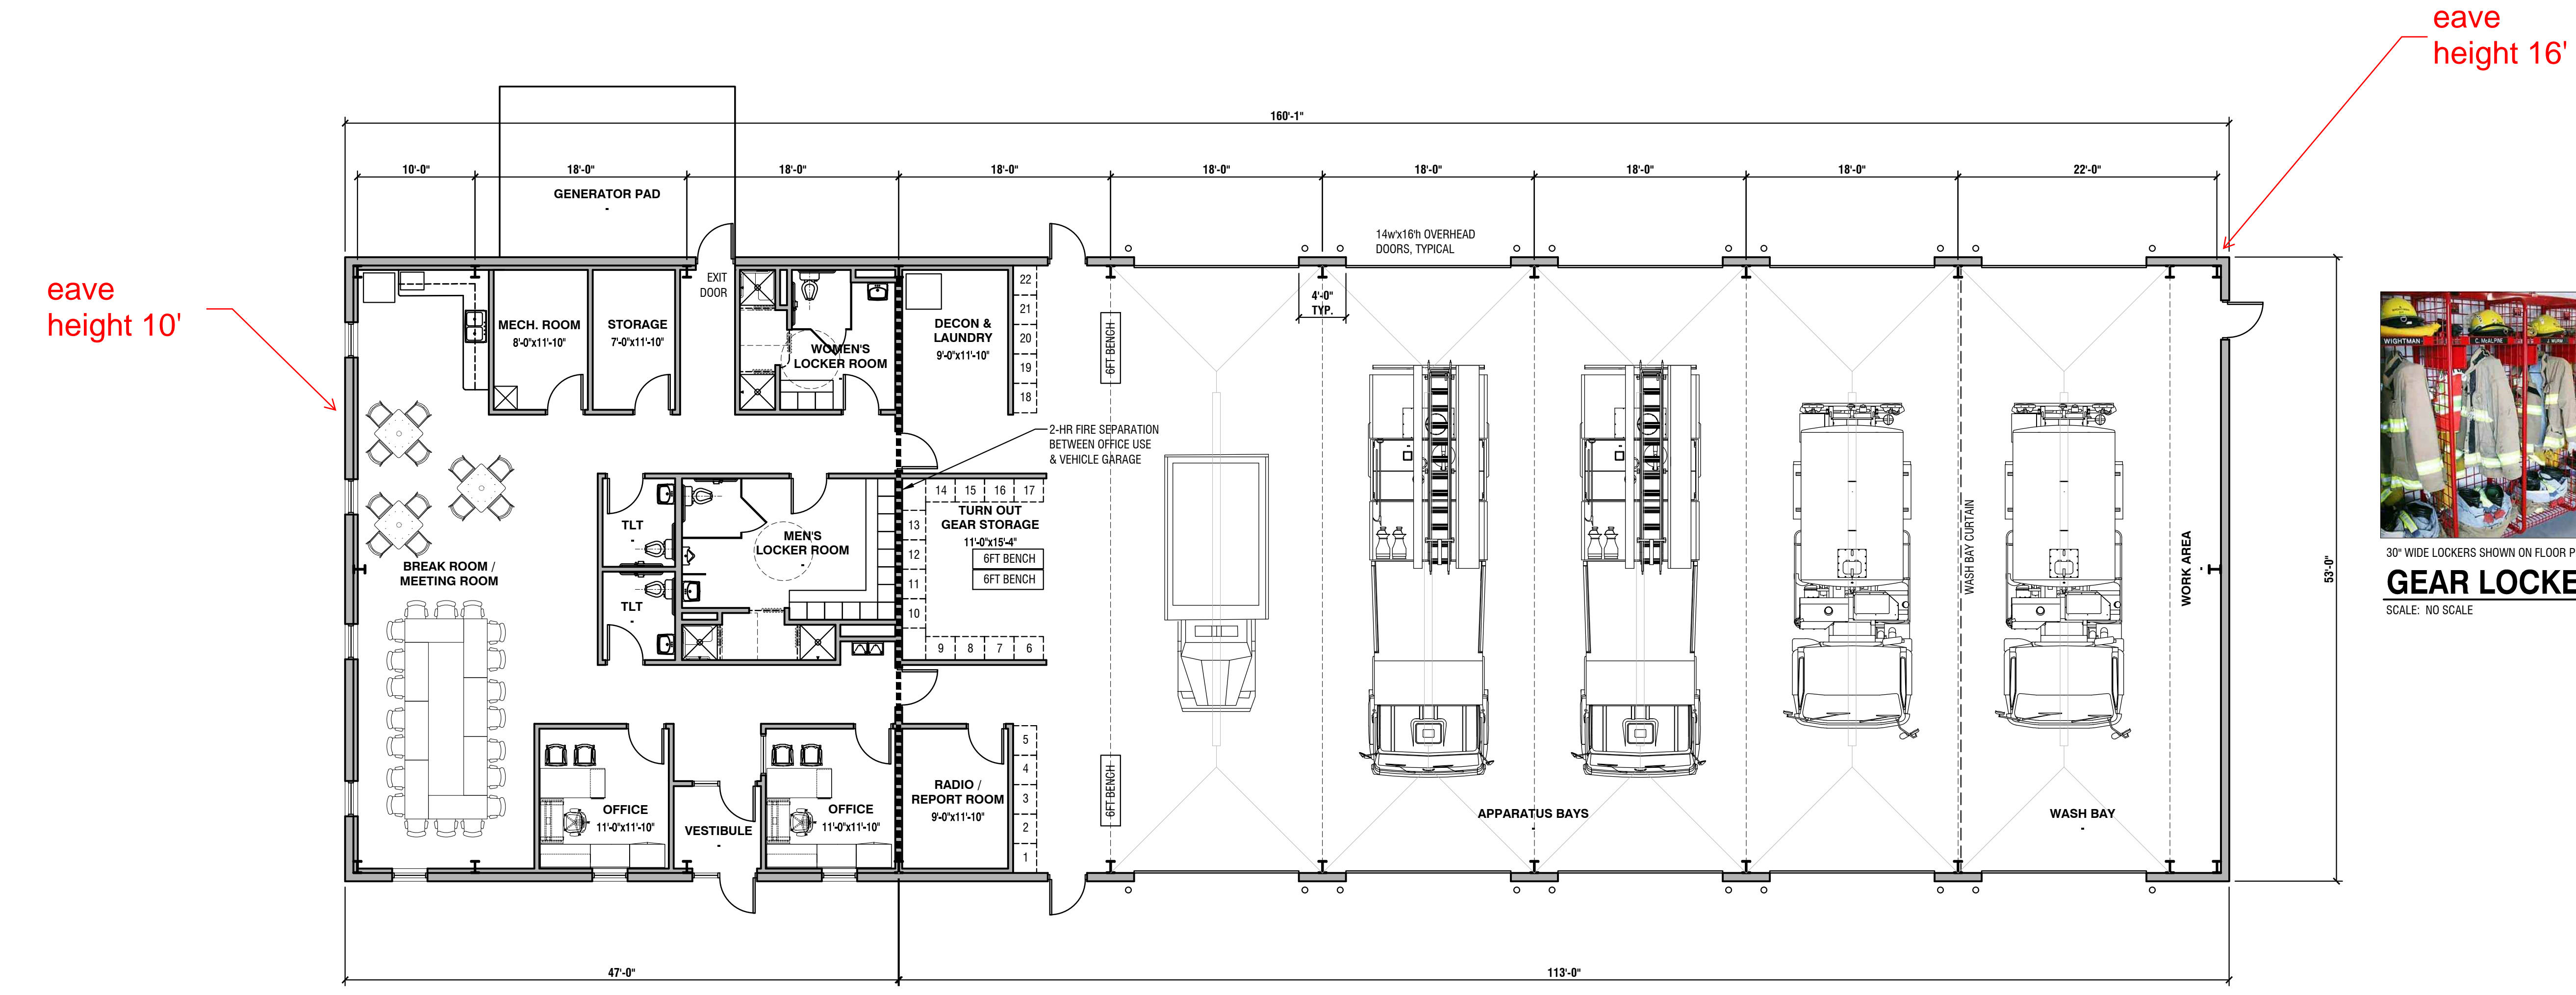 eave
height 16'
160'-1"
10'-0"
18'-0"
18'-0"
18'-0"
18'-0"
18'-0"
18'-0"
18'-0"
22'-0"
GENERATOR PAD
-
14w'x16'h OVERHEAD
DOORS, TYPICAL
eave
height 10'
EXIT
DOOR
4'-0"
TYP.
MECH. ROOM
8'-0"x11'-10"
STORAGE
7'-0"x11'-10"
WOMEN'S
LOCKER ROOM
DECON &
LAUNDRY
9'-0"x11'-10"
22
21
20
19
18
6FT BENCH
2-HR FIRE SEPARATION
BETWEEN OFFICE USE
& VEHICLE GARAGE
14 15 16 17
TURN OUT
GEAR STORAGE
11'-0"x15'-4"
6FT BENCH
6FT BENCH
13
12
11
10
9 8 7 6
TLT
-
TLT
-
MEN'S
LOCKER ROOM
-
BREAK ROOM /
MEETING ROOM
-
WASH BAY CURTAIN
WORK AREA
-
53'-0"
WIGHTMAN
C. McALPINE
J. WURM
30" WIDE LOCKERS SHOWN ON FLOOR P
GEAR LOCKE
SCALE: NO SCALE
OFFICE
11'-0"x11'-10"
VESTIBULE
-
OFFICE
11'-0"x11'-10"
RADIO /
REPORT ROOM
9'-0"x11'-10"
5
4
3
2
1
6FT BENCH
APPARATUS BAYS
-
WASH BAY
-
47'-0"
113'-0"